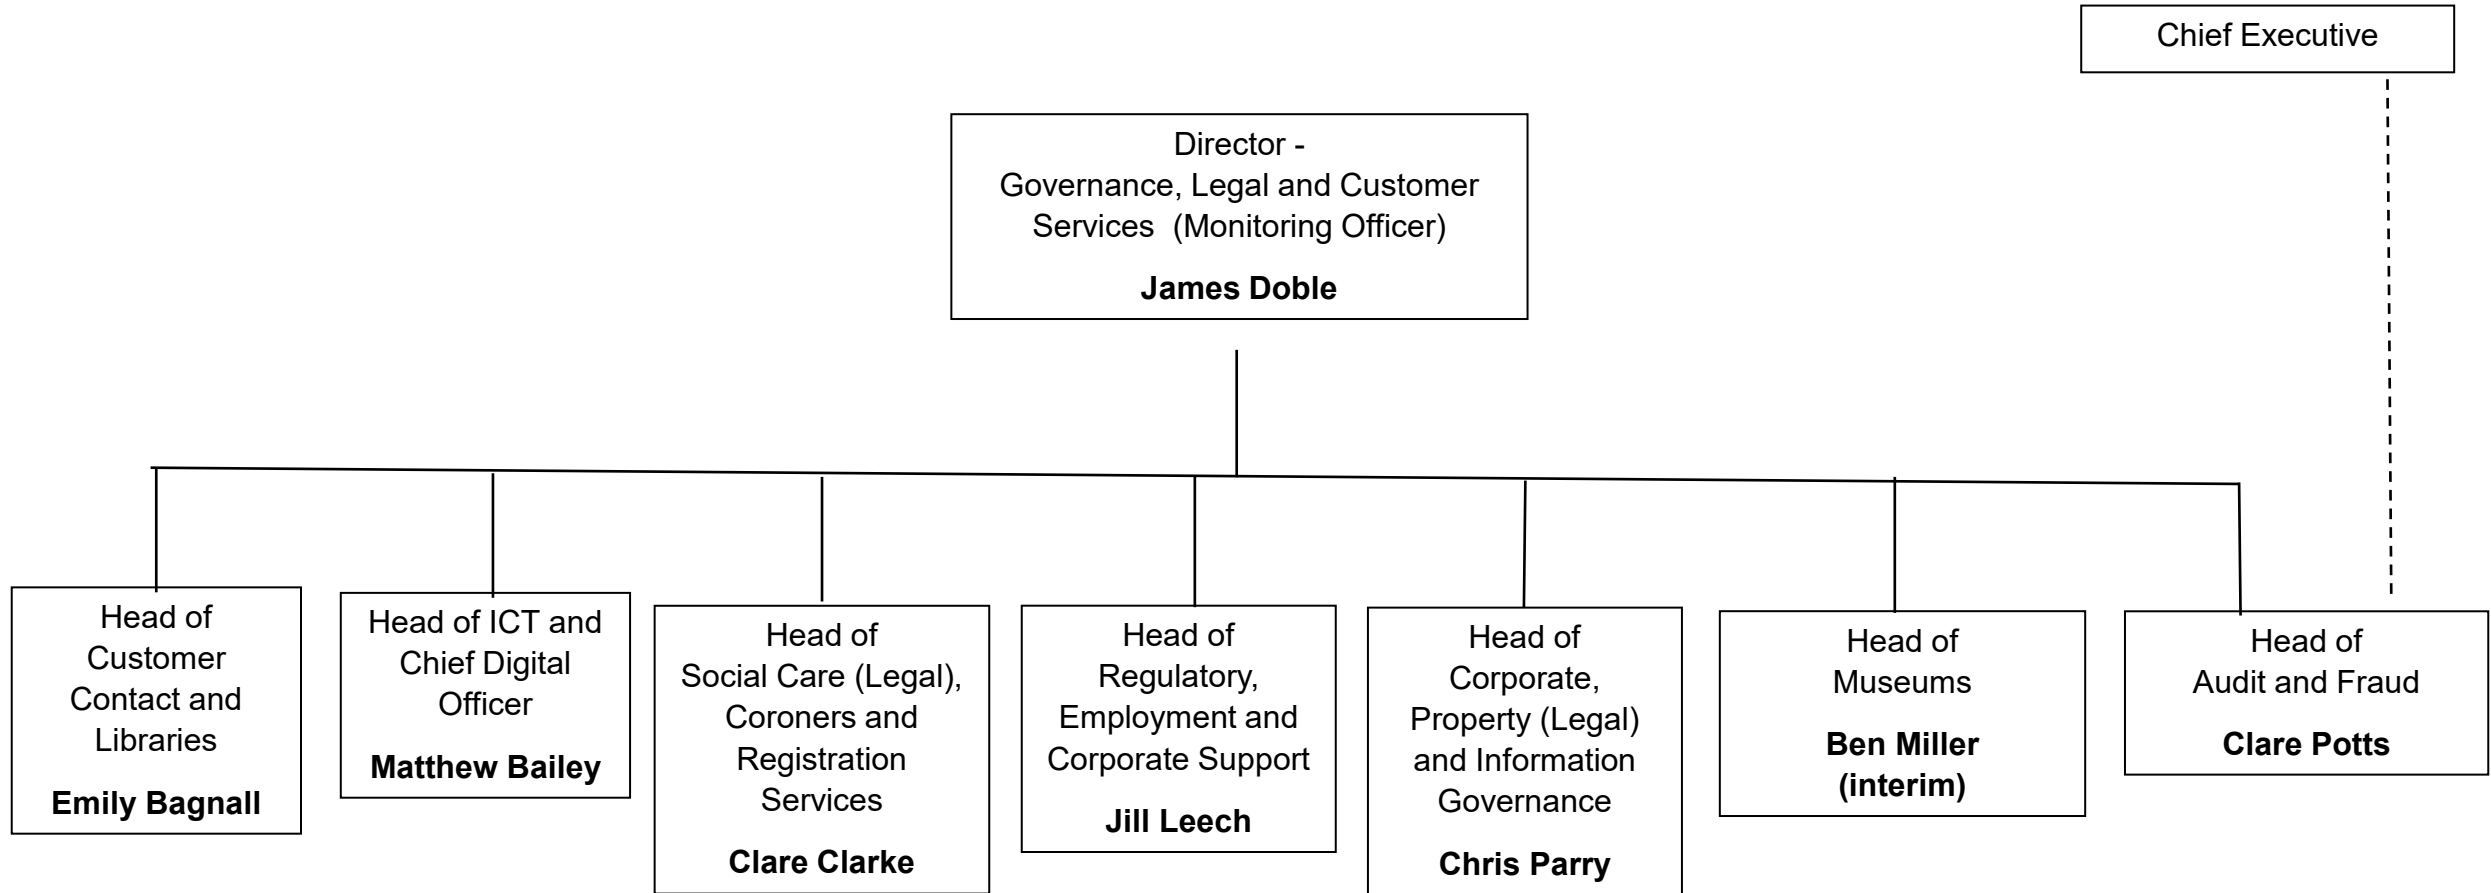 Chief Executive
Director -
Governance, Legal and Customer
Services  (Monitoring Officer)
James Doble
Head of
Customer
Contact and
Libraries
Emily Bagnall
Head of ICT and
Chief Digital
Officer
Matthew Bailey
Head of
Social Care (Legal),
Coroners and
Registration
Services
Clare Clarke
Head of
Regulatory,
Employment and
Corporate Support
Jill Leech
Head of
Corporate,
Property (Legal)
and Information
Governance
Chris Parry
Head of
Museums
Ben Miller
(interim)
Head of
Audit and Fraud
Clare Potts